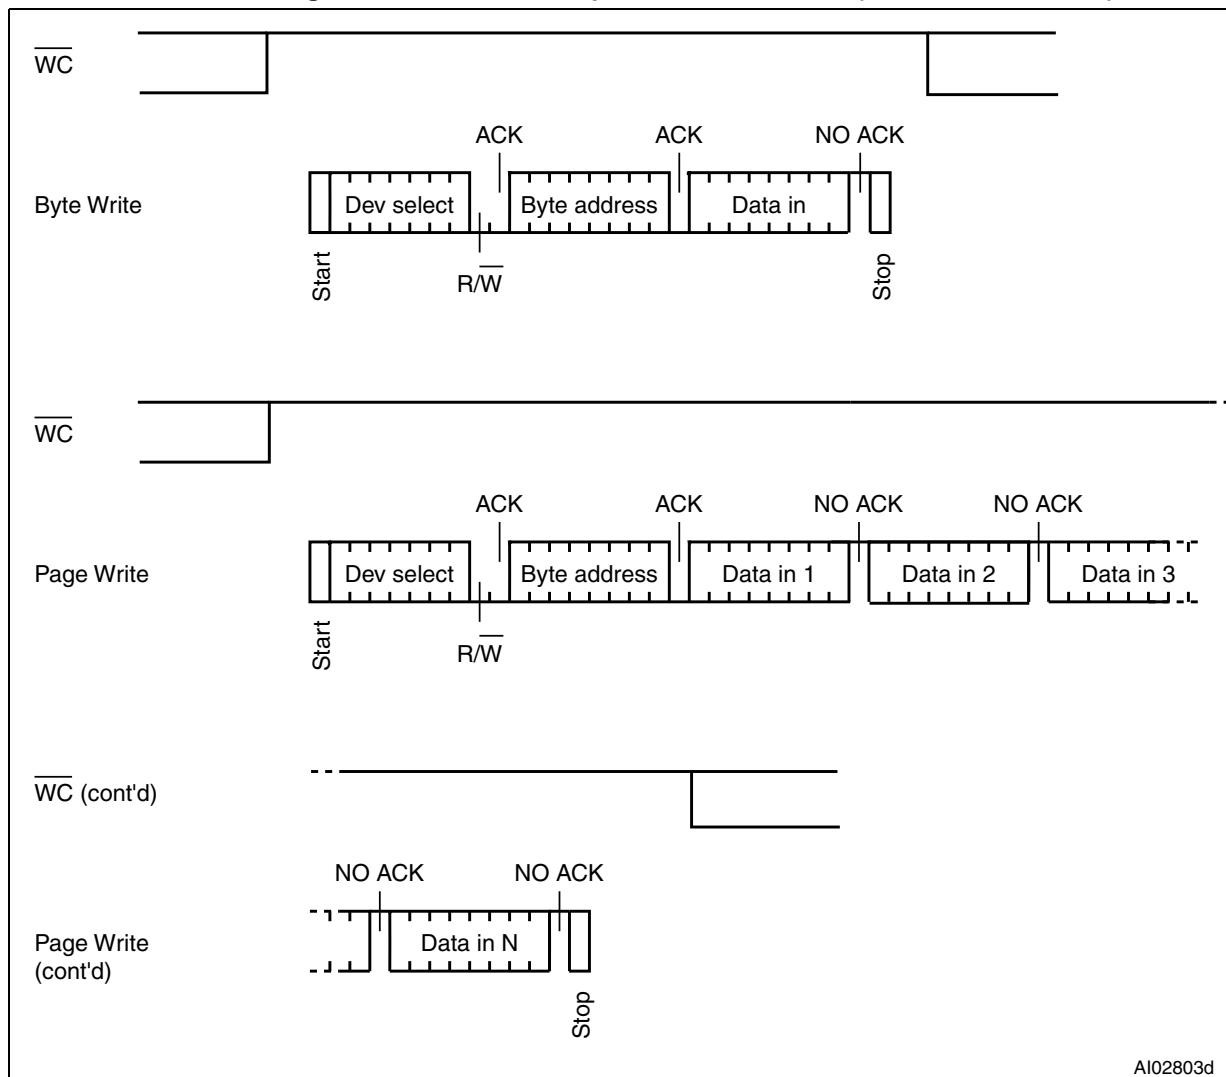 WC
ACK ACK NO ACK
Byte Write Dev select Byte address Data in
Start R/W Stop
WC
ACK ACK NO ACK NO ACK
Page Write Dev select Byte address Data in 1 Data in 2 Data in 3
Start R/W
WC (cont'd)
NO ACK NO ACK
Page Write Data in N
(cont'd)
Stop
AI02803d